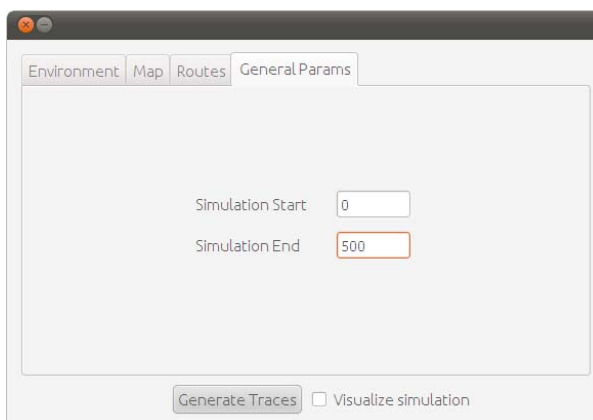 Environment Map Routes General Params
Simulation Start 0
Simulation End 500
Generate Traces Visualize simulation